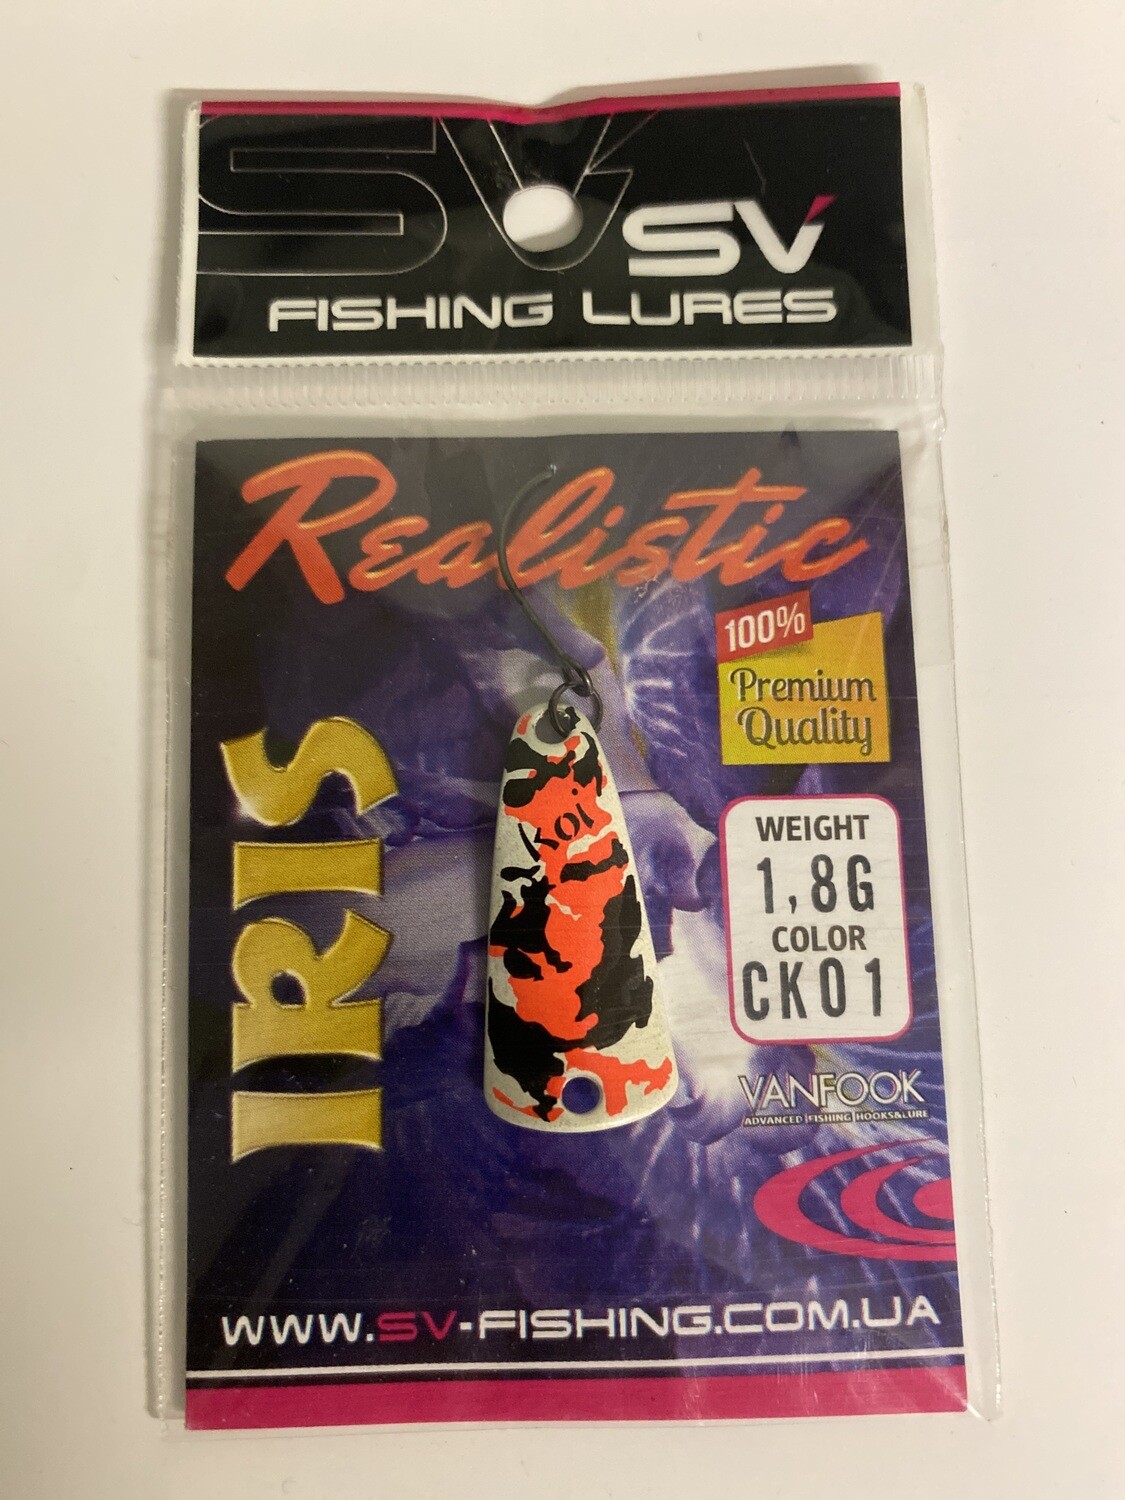 SV
SV
FISHING LURES
Realistic
100%
Premium
Quality
IRIS
Koi
WEIGHT
1,8G
COLOR
CK01
VANFOOK
ADVANCED FISHING HOOKS&LURE
WWW.SV-FISHING.COM.UA